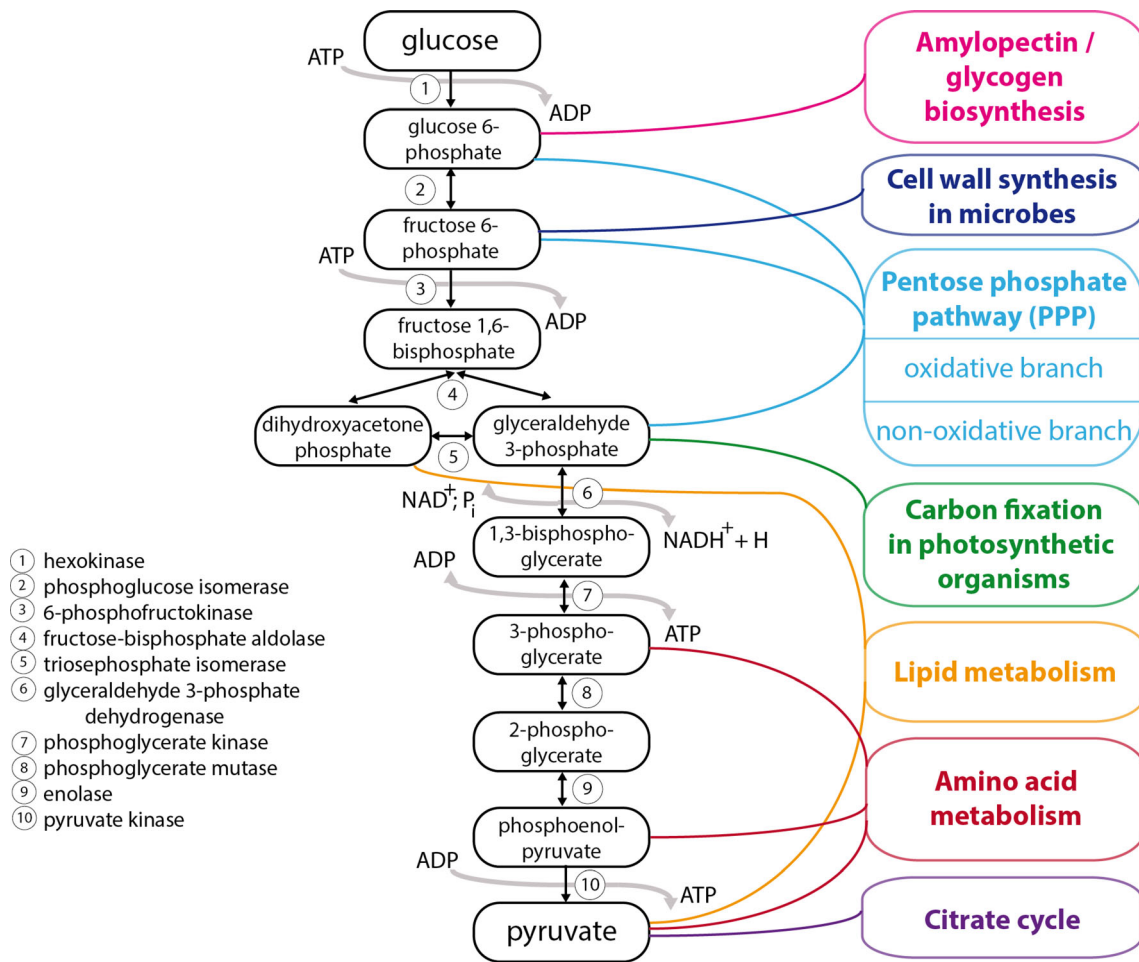 glucose
ATP
1
ADP
glucose 6-
phosphate
2
fructose 6-
phosphate
ATP
3
ADP
fructose 1,6-
bisphosphate
4
dihydroxyacetone
phosphate
glyceraldehyde
3-phosphate
5
6
NAD+; Pi
NADH+ + H
1,3-bisphospho-
glycerate
ADP
7
ATP
3-phospho-
glycerate
8
2-phospho-
glycerate
9
phosphoenol-
pyruvate
ADP
10
ATP
pyruvate
Amylopectin /
glycogen
biosynthesis
Cell wall synthesis
in microbes
Pentose phosphate
pathway (PPP)
oxidative branch
non-oxidative branch
Carbon fixation
in photosynthetic
organisms
Lipid metabolism
Amino acid
metabolism
Citrate cycle
1 hexokinase
2 phosphoglucose isomerase
3 6-phosphofructokinase
4 fructose-bisphosphate aldolase
5 triosephosphate isomerase
6 glyceraldehyde 3-phosphate
dehydrogenase
7 phosphoglycerate kinase
8 phosphoglycerate mutase
9 enolase
10 pyruvate kinase